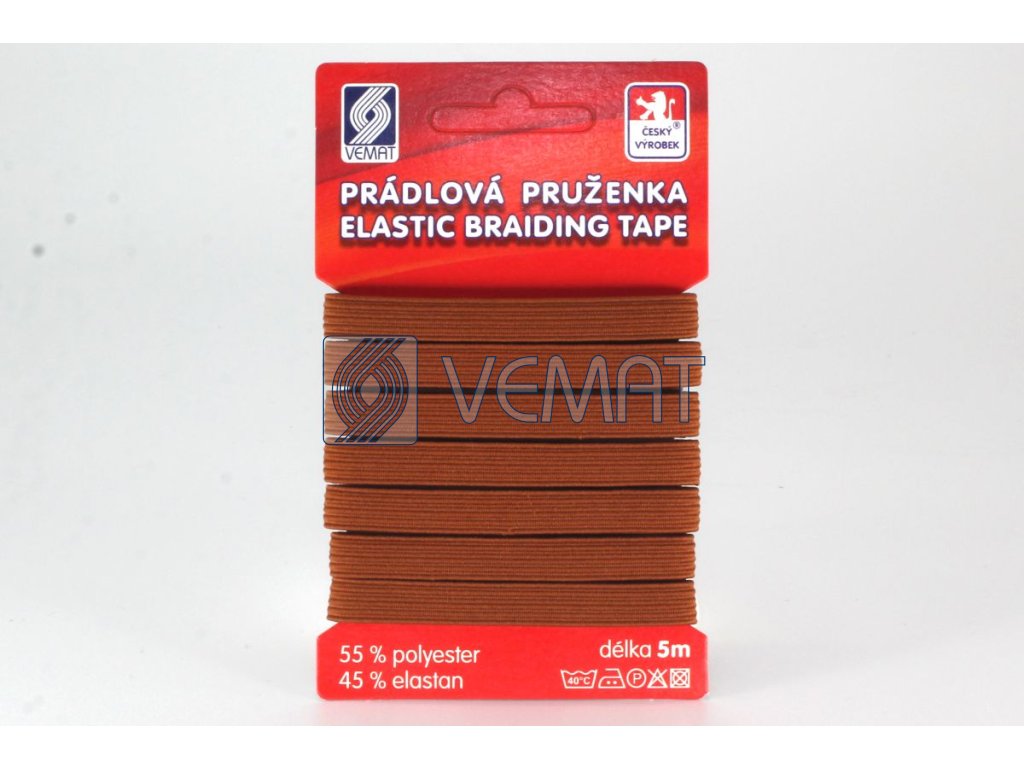 VEMAT
ČESKÝ®
VÝROBEK
PRÁDLOVÁ PRUŽENKA
ELASTIC BRAIDING TAPE
VEMAT
55 % polyester
45 % elastan
délka 5m
40°C
P